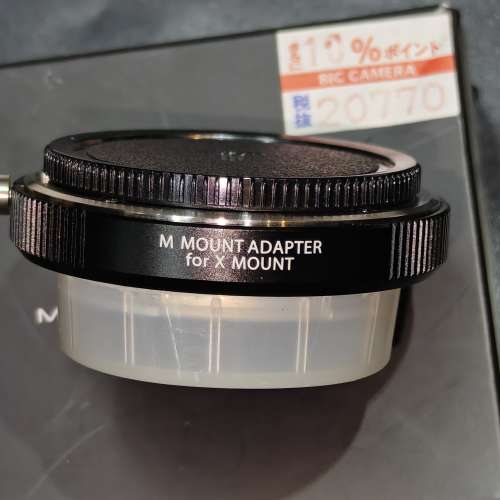 10%ポイント
BIC CAMERA
税抜 20770
M MOUNT ADAPTER
for X MOUNT
M